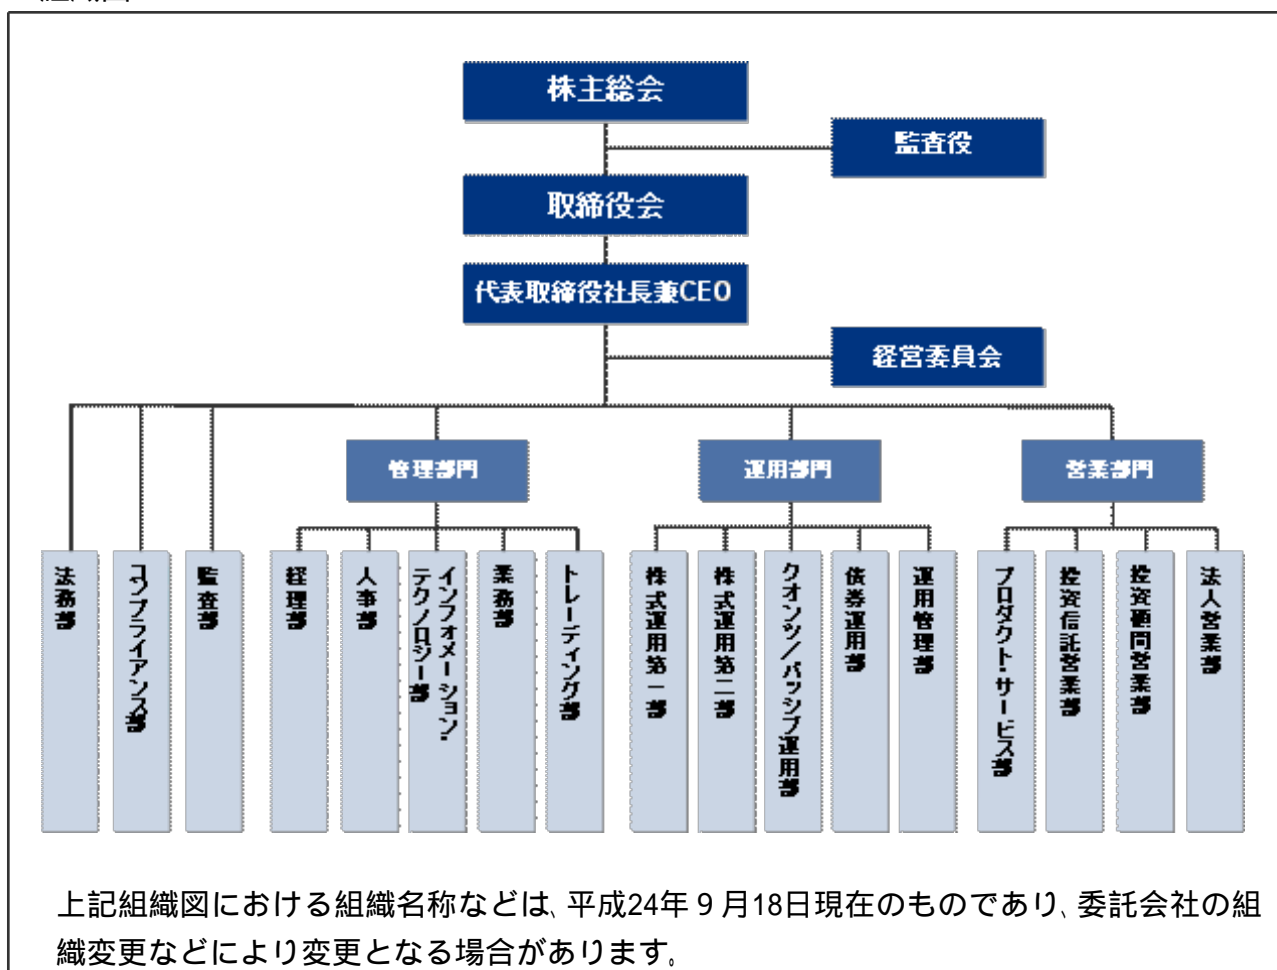 株主総会
監査役
取締役会
代表取締役社長兼CEO
経営委員会
管理部門
運用部門
営業部門
法務部
コンプライアンス部
監査部
経理部
人事部
インフォメーション・
テクノロジー部
業務部
トレーディング部
株式運用第一部
株式運用第二部
クオンツ／パッシブ運用部
債券運用部
運用管理部
プロダクト・サービス部
投資信託営業部
投資顧問営業部
法人営業部
上記組織図における組織名称などは、平成24年９月18日現在のものであり、委託会社の組
織変更などにより変更となる場合があります。